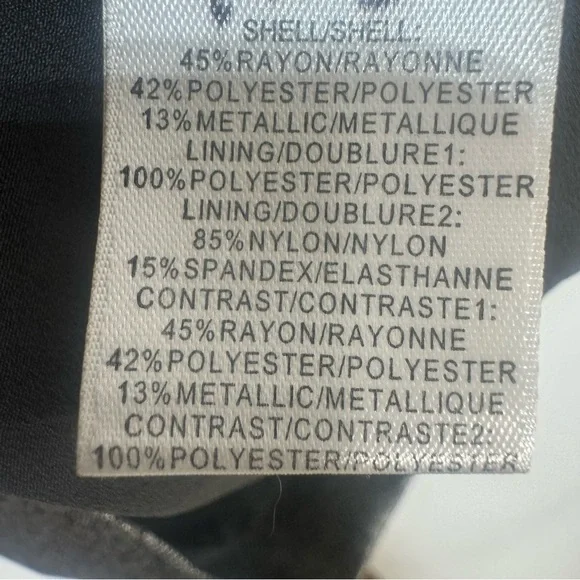 SHELL/SHELL:
45%RAYON/RAYONNE
42%POLYESTER/POLYESTER
13%METALLIC/METALLIQUE
LINING/DOUBLURE1:
100%POLYESTER/POLYESTER
LINING/DOUBLURE2:
85%NYLON/NYLON
15%SPANDEX/ELASTHANNE
CONTRAST/CONTRASTE1:
45%RAYON/RAYONNE
42%POLYESTER/POLYESTER
13%METALLIC/METALLIQUE
CONTRAST/CONTRASTE2:
100%POLYESTER/POLYESTER